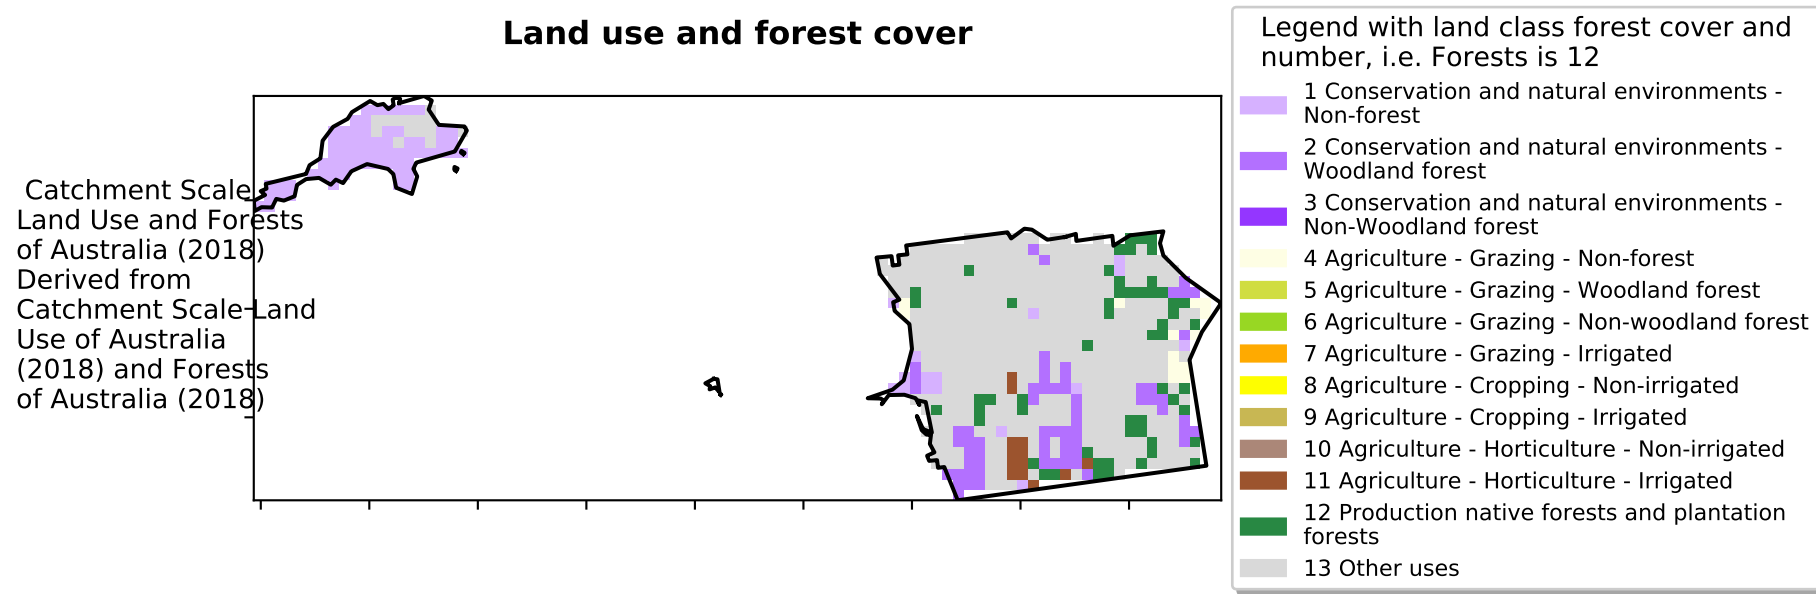 Land use and forest cover
Catchment Scale
Land Use and Forests
of Australia (2018)
Derived from
Catchment Scale Land
Use of Australia
(2018) and Forests
of Australia (2018)
Legend with land class forest cover and
number, i.e. Forests is 12
1 Conservation and natural environments -
Non-forest
2 Conservation and natural environments -
Woodland forest
3 Conservation and natural environments -
Non-Woodland forest
4 Agriculture - Grazing - Non-forest
5 Agriculture - Grazing - Woodland forest
6 Agriculture - Grazing - Non-woodland forest
7 Agriculture - Grazing - Irrigated
8 Agriculture - Cropping - Non-irrigated
9 Agriculture - Cropping - Irrigated
10 Agriculture - Horticulture - Non-irrigated
11 Agriculture - Horticulture - Irrigated
12 Production native forests and plantation
forests
13 Other uses